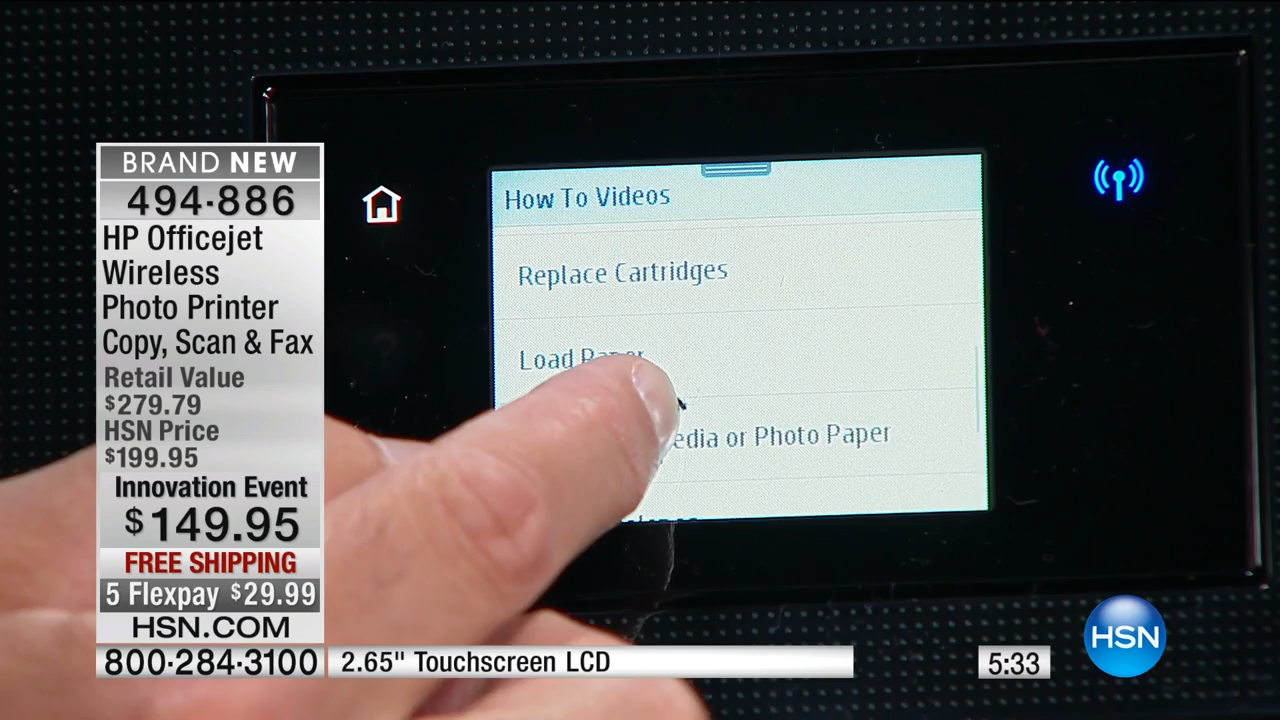 BRAND NEW
494-886
HP Officejet
Wireless
Photo Printer
Copy, Scan & Fax
Retail Value
$279.79
HSN Price
$199.95
Innovation Event
$149.95
FREE SHIPPING
5 Flexpay $29.99
HSN.COM
800·284·3100
2.65" Touchscreen LCD
5:33
HSN
How To Videos
Replace Cartridges
Load Paper
or Photo Paper